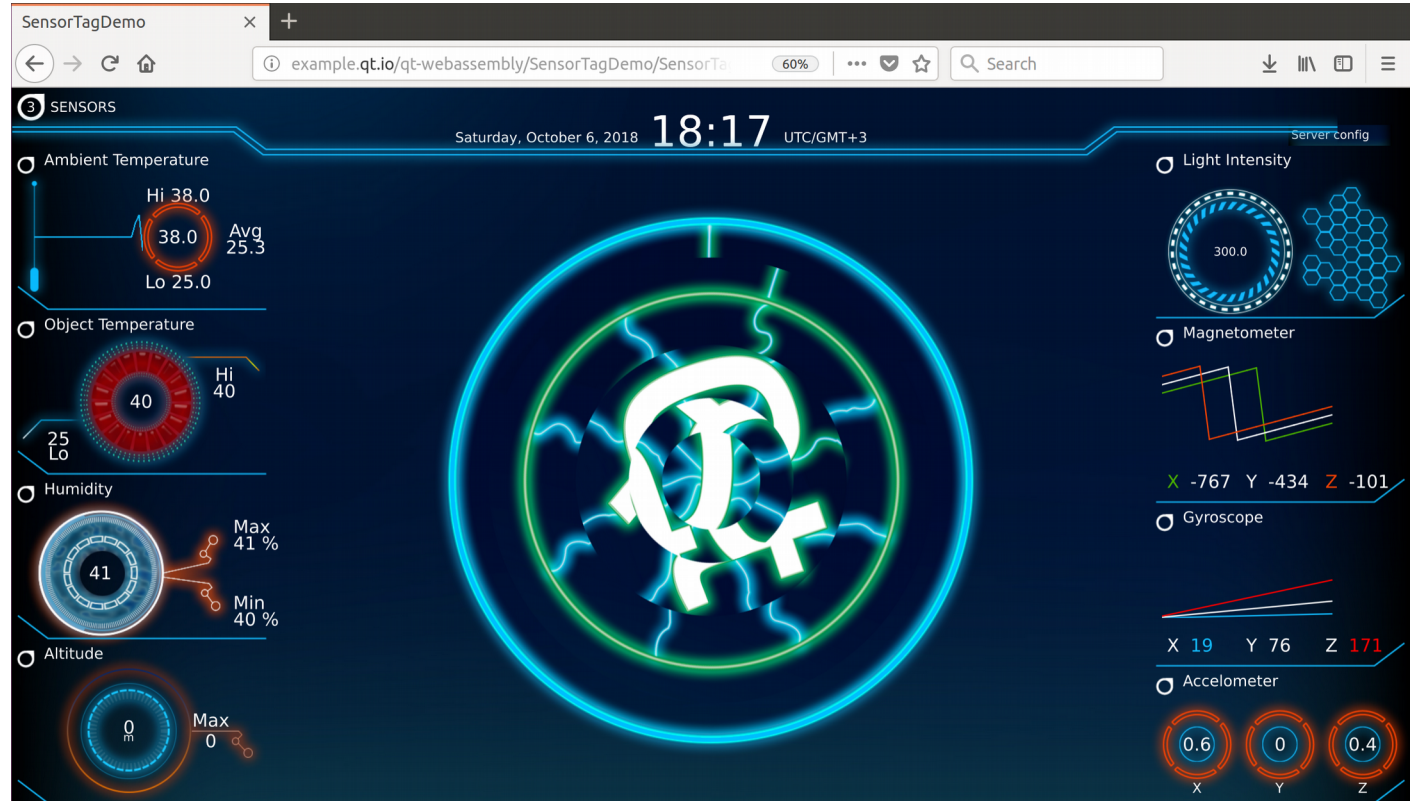 SensorTagDemo
example.qt.io/qt-webassembly/SensorTagDemo/SensorTa
60%
Search
3 SENSORS
Saturday, October 6, 2018 18:17 UTC/GMT+3
Server config
Ambient Temperature
Hi 38.0
38.0
Avg
25.3
Lo 25.0
Object Temperature
40
Hi
40
25
Lo
Humidity
41
Max
41 %
Min
40 %
Altitude
0
m
Max
0
Light Intensity
300.0
Magnetometer
X -767 Y -434 Z -101
Gyroscope
X 19 Y 76 Z 171
Accelometer
0.6 0 0.4
X Y Z